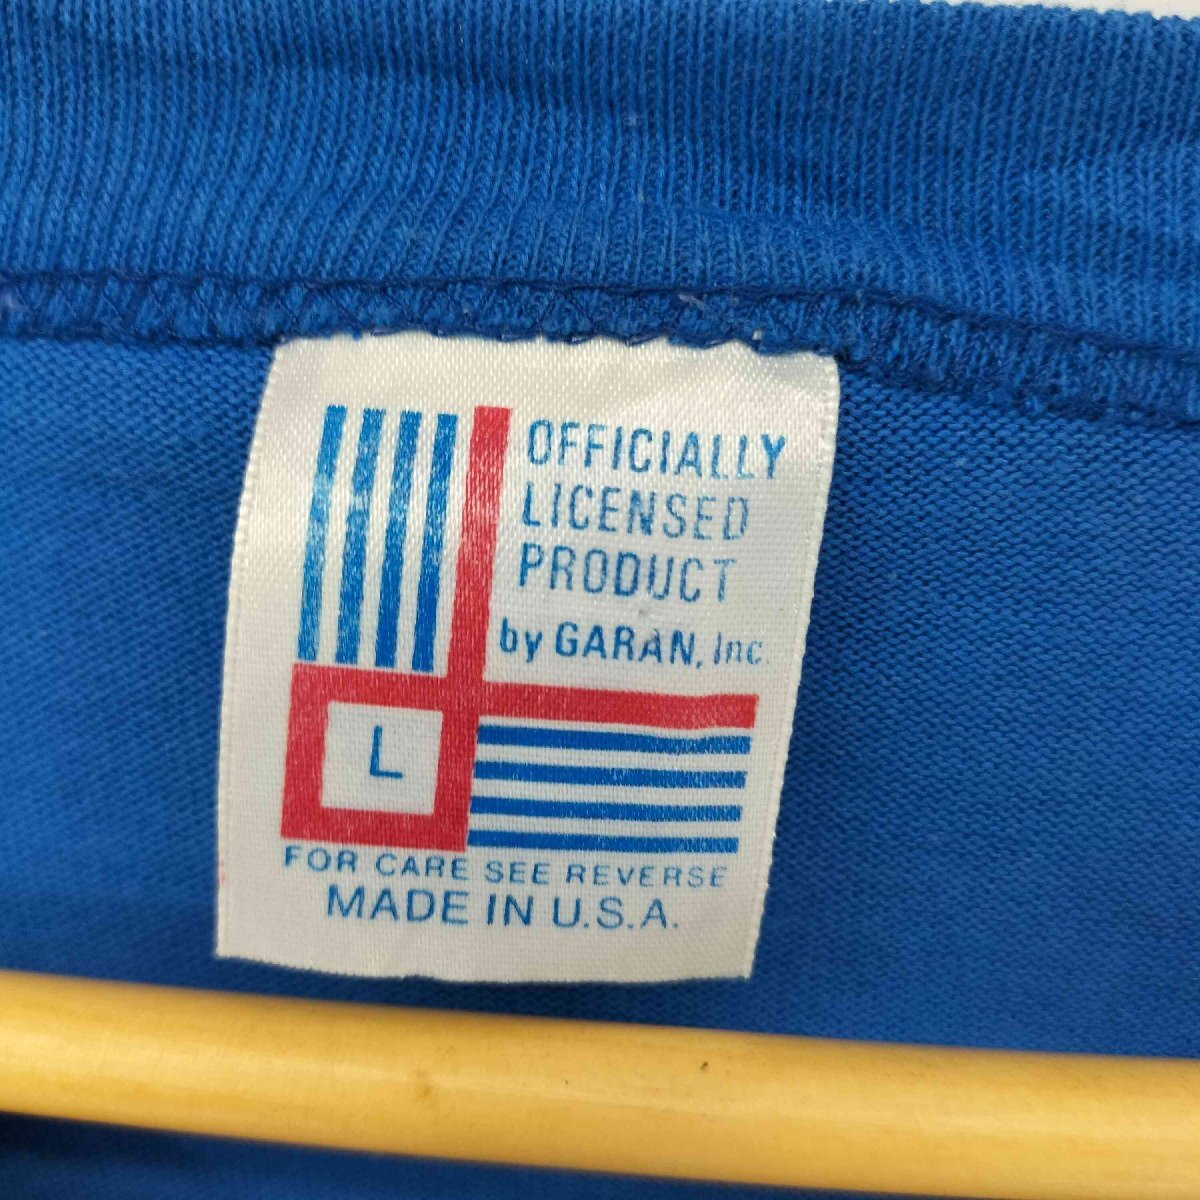 OFFICIALLY
LICENSED
PRODUCT
by GARAN, Inc.
L
FOR CARE SEE REVERSE
MADE IN U.S.A.